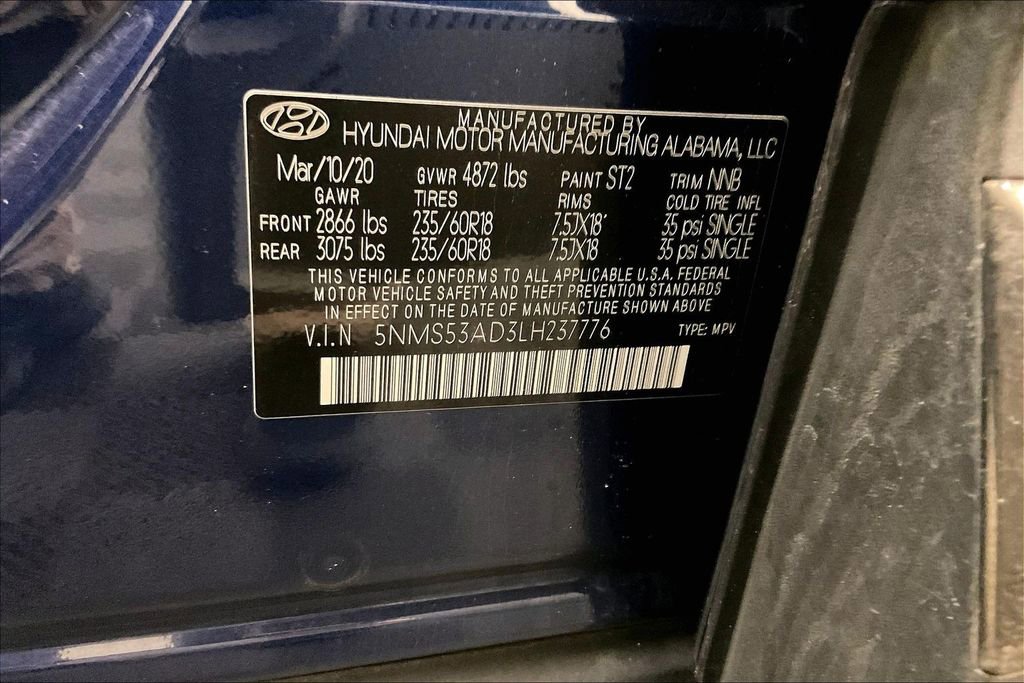 MANUFACTURED BY
HYUNDAI MOTOR MANUFACTURING ALABAMA, LLC
Mar/10/20 GVWR 4872 lbs PAINT ST2 TRIM NNB
GAWR TIRES RIMS COLD TIRE INFL
FRONT 2866 lbs 235/60R18 7.5JX18' 35 psi SINGLE
REAR 3075 lbs 235/60R18 7.5JX18 35 psi SINGLE
THIS VEHICLE CONFORMS TO ALL APPLICABLE U.S.A. FEDERAL
MOTOR VEHICLE SAFETY AND THEFT PREVENTION STANDARDS
IN EFFECT ON THE DATE OF MANUFACTURE SHOWN ABOVE
V.I.N 5NMS53AD3LH237776 TYPE: MPV